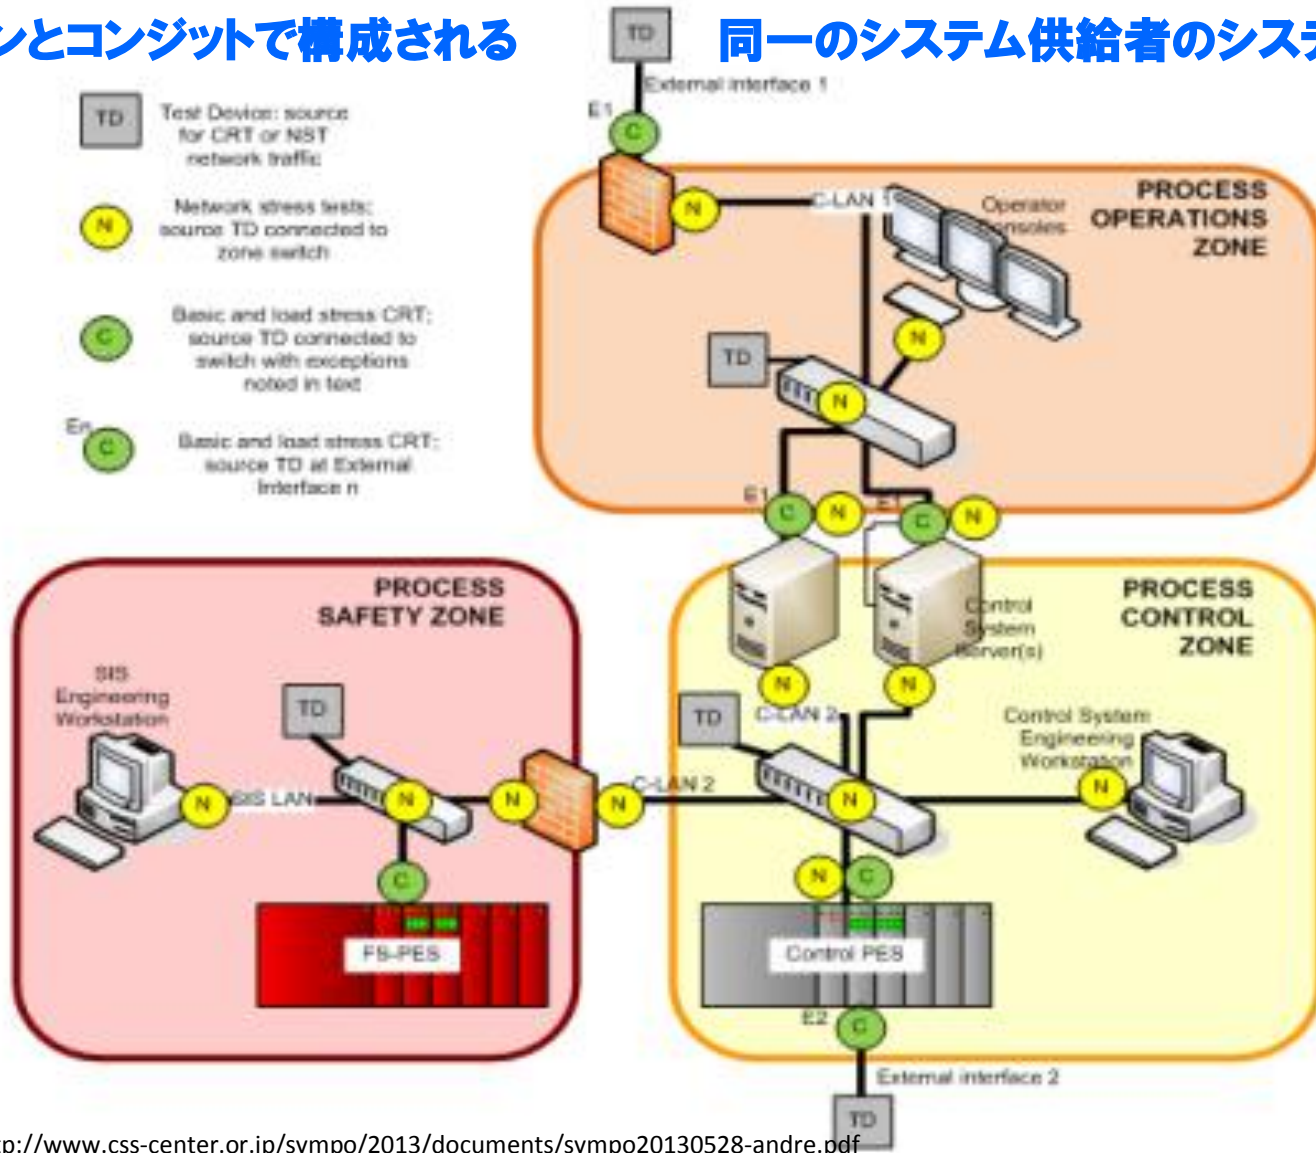 ンとコンジットで構成される
同一のシステム供給者のシステ
TD
External interface 1
E1
C
TD
Test Device: source
for CRT or NST
network traffic
N
Network stress tests;
source TD connected to
zone switch
C
Basic and load stress CRT;
source TD connected to
switch with exceptions
noted in text
En
C
Basic and load stress CRT;
source TD at External
Interface n
PROCESS
OPERATIONS
ZONE
N
C-LAN 1
Operator
Consoles
N
TD
N
E1
C
N
E1
C
N
PROCESS
SAFETY ZONE
SIS
Engineering
Workstation
TD
N
SIS LAN
N
N
N
C-LAN 2
C
FS-PES
PROCESS
CONTROL
ZONE
Control
System
Server(s)
N
N
TD
C-LAN 2
Control System
Engineering
Workstation
N
N
N
C
Control PES
E2
C
External interface 2
TD
tp://www.css-center.or.jp/sympo/2013/documents/sympo20130528-andre.pdf